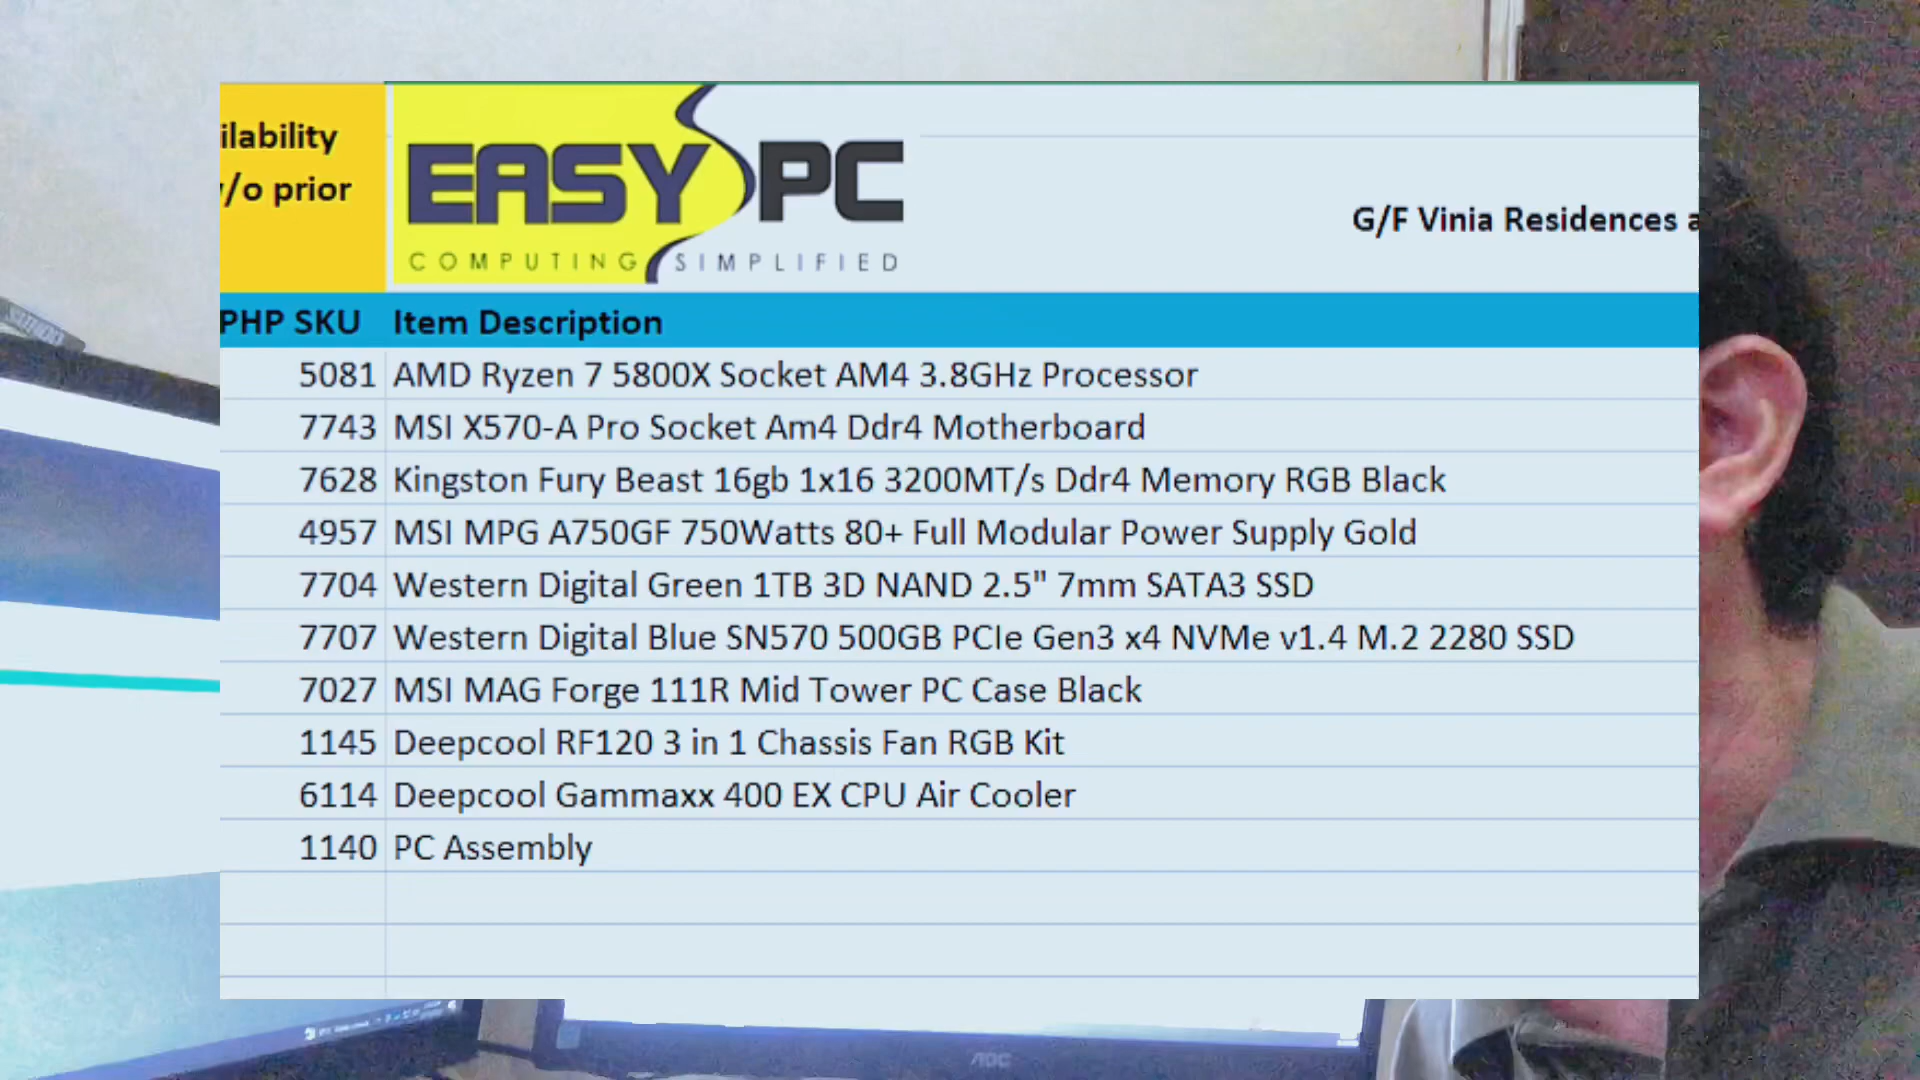 ilability
/o prior
EASY PC
COMPUTING SIMPLIFIED
G/F Vinia Residences a
PHP SKU Item Description
5081 AMD Ryzen 7 5800X Socket AM4 3.8GHz Processor
7743 MSI X570-A Pro Socket Am4 Ddr4 Motherboard
7628 Kingston Fury Beast 16gb 1x16 3200MT/s Ddr4 Memory RGB Black
4957 MSI MPG A750GF 750Watts 80+ Full Modular Power Supply Gold
7704 Western Digital Green 1TB 3D NAND 2.5" 7mm SATA3 SSD
7707 Western Digital Blue SN570 500GB PCIe Gen3 x4 NVMe v1.4 M.2 2280 SSD
7027 MSI MAG Forge 111R Mid Tower PC Case Black
1145 Deepcool RF120 3 in 1 Chassis Fan RGB Kit
6114 Deepcool Gammaxx 400 EX CPU Air Cooler
1140 PC Assembly
AOC